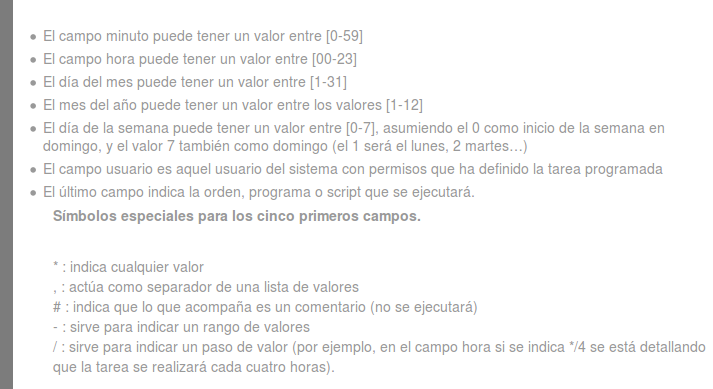 El campo minuto puede tener un valor entre [0-59]
El campo hora puede tener un valor entre [00-23]
El día del mes puede tener un valor entre [1-31]
El mes del año puede tener un valor entre los valores [1-12]
El día de la semana puede tener un valor entre [0-7], asumiendo el 0 como inicio de la semana en
domingo, y el valor 7 también como domingo (el 1 será el lunes, 2 martes…)
El campo usuario es aquel usuario del sistema con permisos que ha definido la tarea programada
El último campo indica la orden, programa o script que se ejecutará.
Símbolos especiales para los cinco primeros campos.
* : indica cualquier valor
, : actúa como separador de una lista de valores
# : indica que lo que acompaña es un comentario (no se ejecutará)
- : sirve para indicar un rango de valores
/ : sirve para indicar un paso de valor (por ejemplo, en el campo hora si se indica */4 se está detallando
que la tarea se realizará cada cuatro horas).